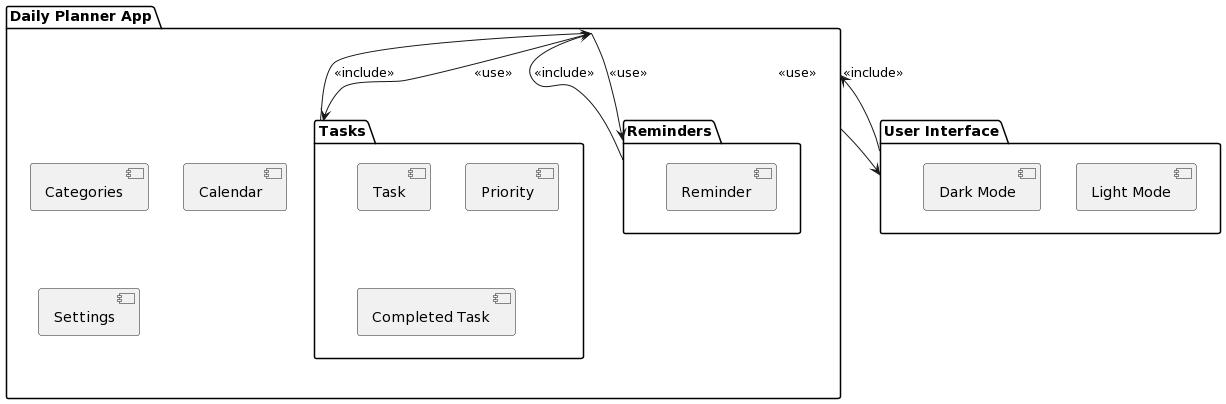 Daily Planner App
«include»
«use»
«include»
«use»
«use»
«include»
Tasks
Reminders
User Interface
Categories
Calendar
Task
Priority
Reminder
Dark Mode
Light Mode
Settings
Completed Task